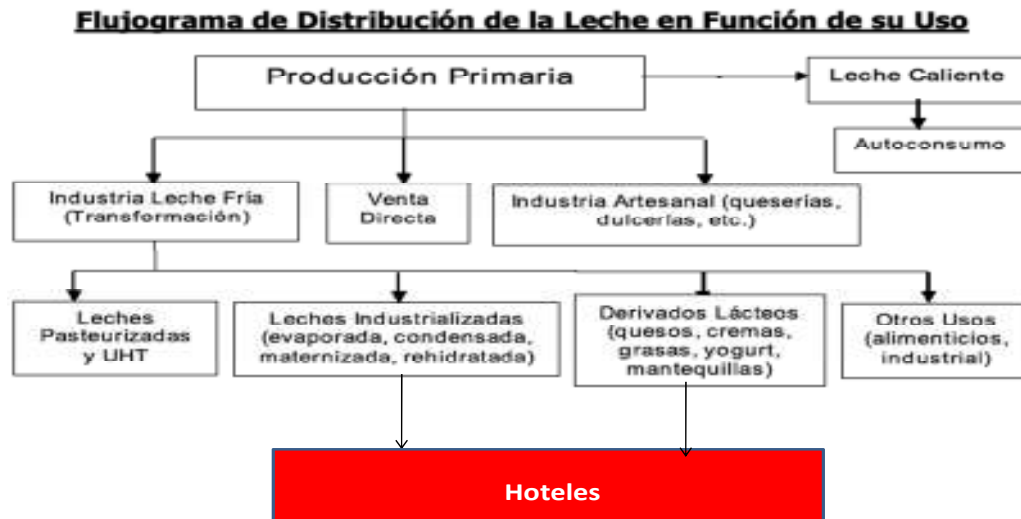 Flujograma de Distribución de la Leche en Función de su Uso
Producción Primaria
Leche Caliente
Autoconsumo
Industria Leche Fría
(Transformación)
Venta
Directa
Industria Artesanal (queserías,
dulcerías, etc.)
Leches
Pasteurizadas
y UHT
Leches Industrializadas
(evaporada, condensada,
maternizada, rehidratada)
Derivados Lácteos
(quesos, cremas,
grasas, yogurt,
mantequillas)
Otros Usos
(alimenticios,
industrial)
Hoteles